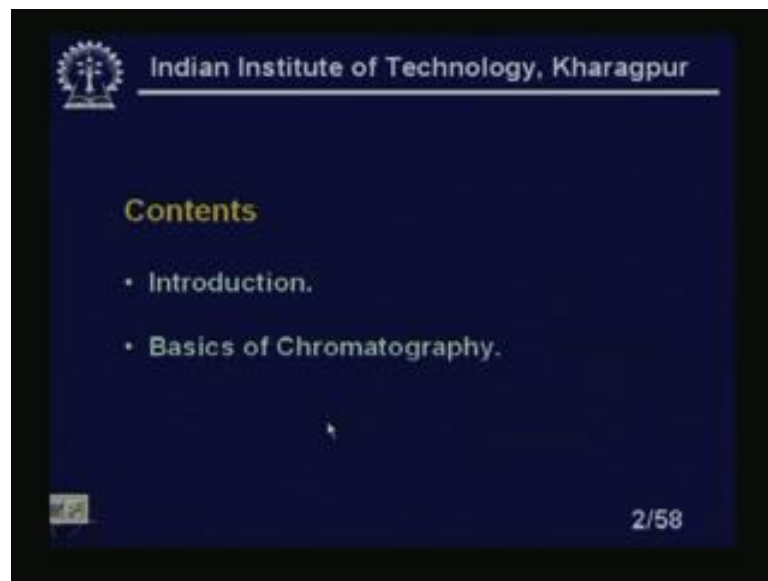 Indian Institute of Technology, Kharagpur
Contents
• Introduction.
• Basics of Chromatography.
2/58